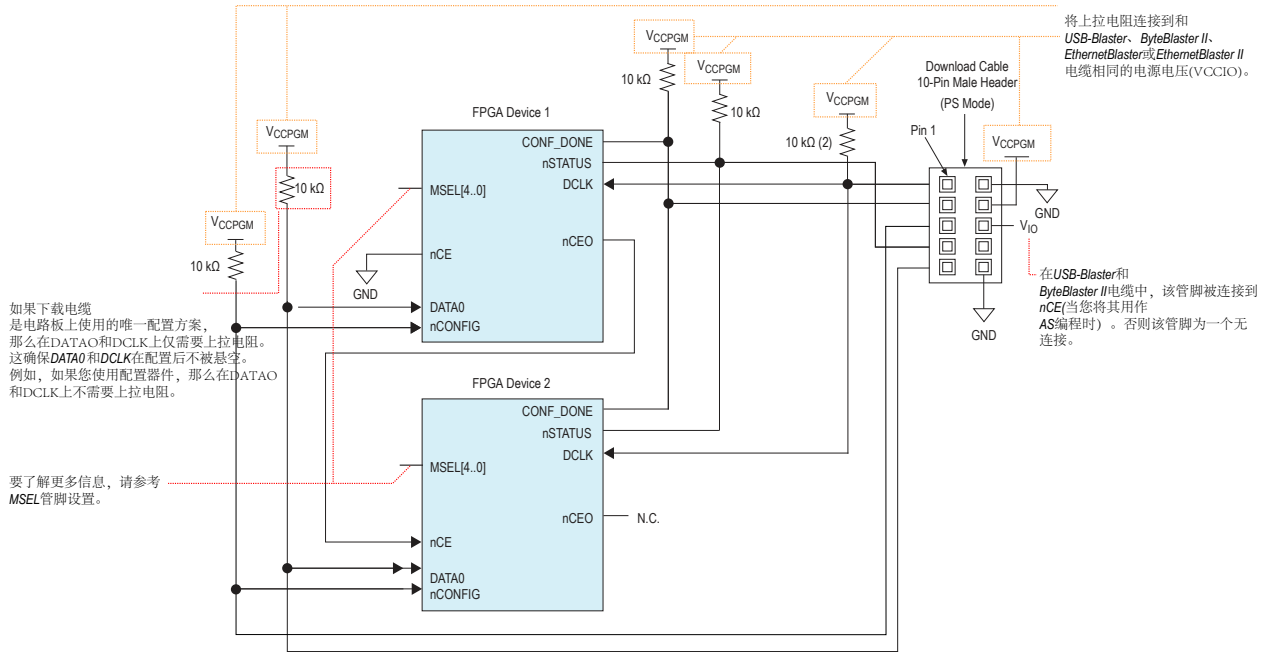 将上拉电阻连接到和
USB-Blaster、ByteBlaster II、
EthernetBlaster或EthernetBlaster II
电缆相同的电源电压(VCCIO)。
VCCPGM
VCCPGM
10 kΩ
10 kΩ
VCCPGM
10 kΩ (2)
Download Cable
10-Pin Male Header
(PS Mode)
Pin 1
VCCPGM
GND
VIO
GND
VCCPGM
10 kΩ
VCCPGM
10 kΩ
FPGA Device 1
CONF_DONE
nSTATUS
DCLK
MSEL[4..0]
nCEO
nCE
GND
DATA0
nCONFIG
在USB-Blaster和
ByteBlaster II电缆中，该管脚被连接到
nCE(当您将其用作
AS编程时）。否则该管脚为一个无
连接。
如果下载电缆
是电路板上使用的唯一配置方案，
那么在DATAO和DCLK上仅需要上拉电阻。
这确保DATA0和DCLK在配置后不被悬空。
例如，如果您使用配置器件，那么在DATAO
和DCLK上不需要上拉电阻。
FPGA Device 2
CONF_DONE
nSTATUS
DCLK
MSEL[4..0]
nCEO
N.C.
nCE
DATA0
nCONFIG
要了解更多信息，请参考
MSEL管脚设置。